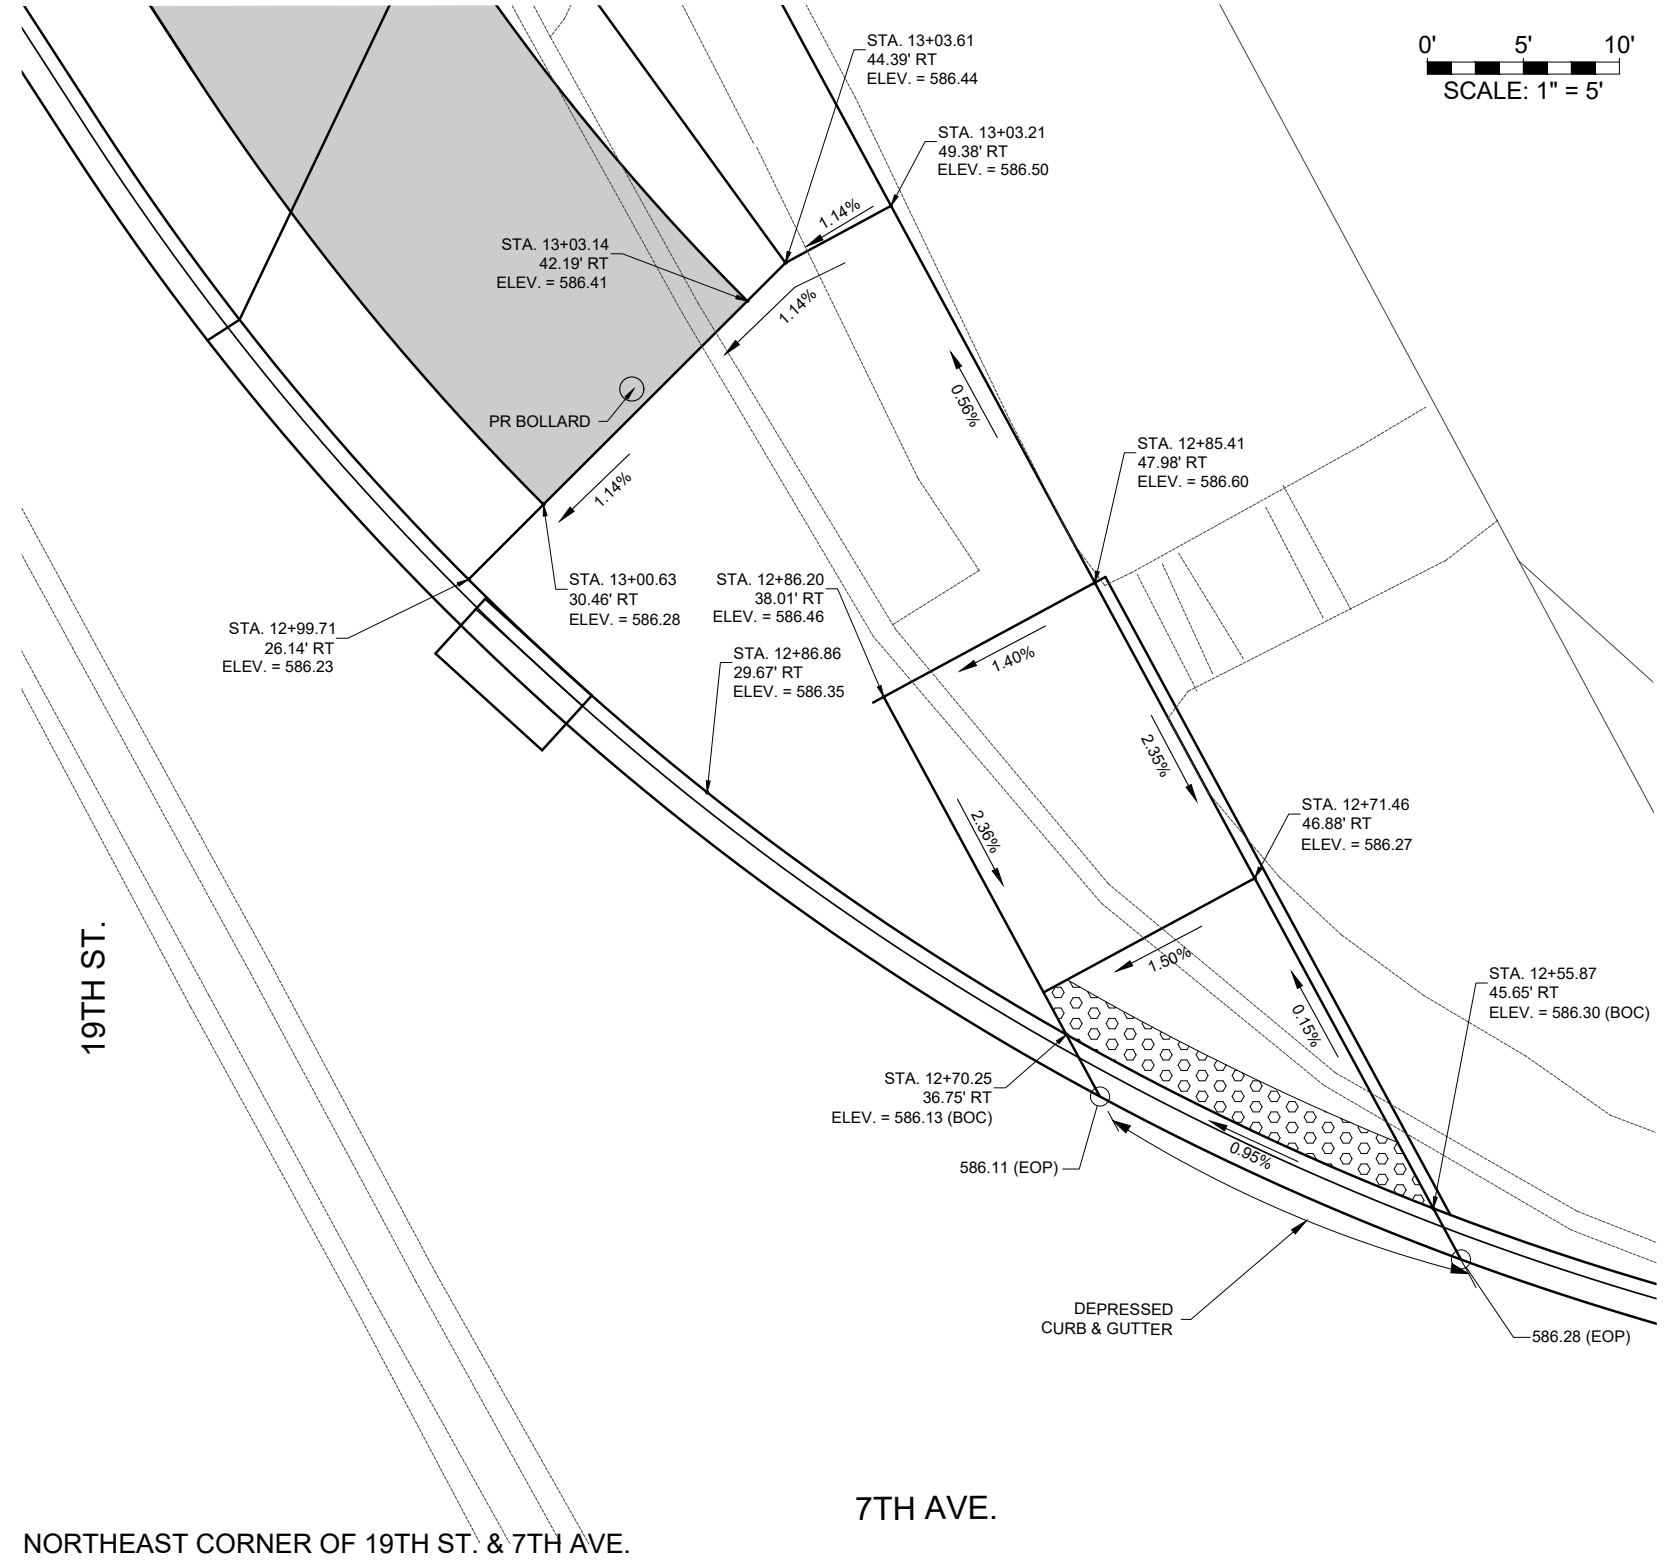 0' 5' 10'
SCALE: 1" = 5'
STA. 13+03.61
44.39' RT
ELEV. = 586.44
STA. 13+03.21
49.38' RT
ELEV. = 586.50
1.14%
STA. 13+03.14
42.19' RT
ELEV. = 586.41
1.14%
0.56%
PR BOLLARD
1.14%
STA. 12+85.41
47.98' RT
ELEV. = 586.60
STA. 13+00.63
30.46' RT
ELEV. = 586.28
STA. 12+86.20
38.01' RT
ELEV. = 586.46
STA. 12+99.71
26.14' RT
ELEV. = 586.23
STA. 12+86.86
29.67' RT
ELEV. = 586.35
1.40%
2.35%
2.36%
STA. 12+71.46
46.88' RT
ELEV. = 586.27
19TH ST.
1.50%
0.15%
STA. 12+55.87
45.65' RT
ELEV. = 586.30 (BOC)
STA. 12+70.25
36.75' RT
ELEV. = 586.13 (BOC)
586.11 (EOP)
0.95%
DEPRESSED
CURB & GUTTER
586.28 (EOP)
7TH AVE.
NORTHEAST CORNER OF 19TH ST. & 7TH AVE.